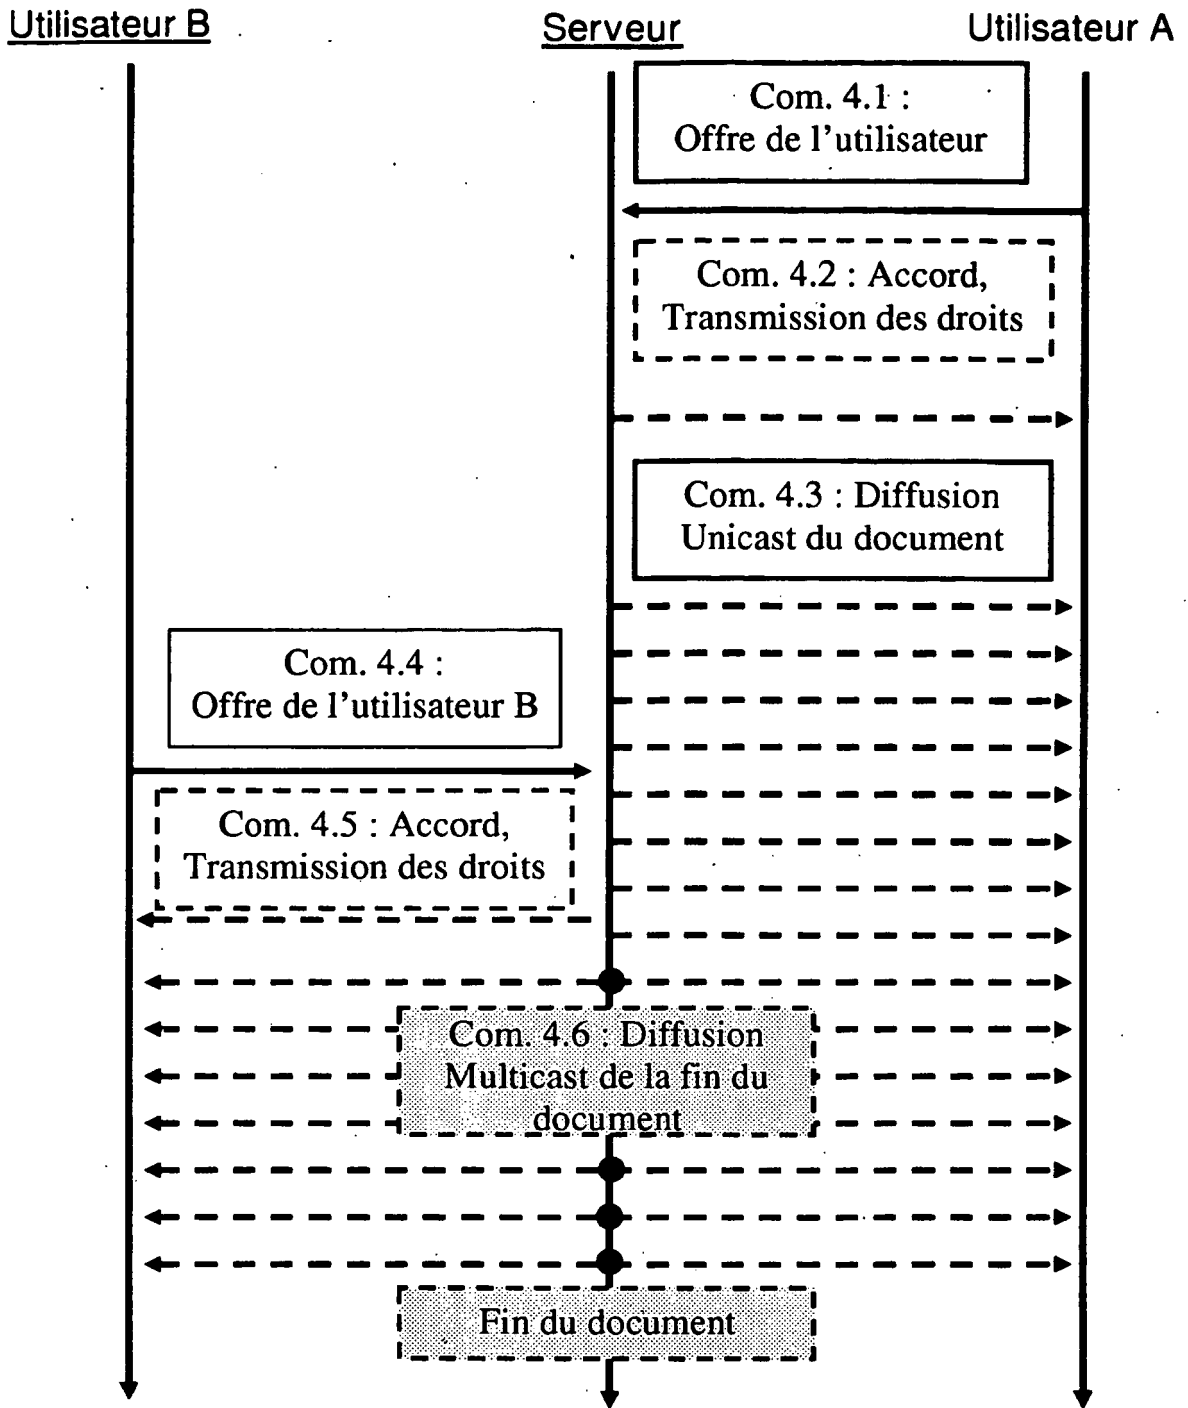 Utilisateur B
Serveur
Utilisateur A
Com. 4.1 :
Offre de l'utilisateur
Com. 4.2 : Accord,
Transmission des droits
Com. 4.3 : Diffusion
Unicast du document
Com. 4.4 :
Offre de l'utilisateur B
Com. 4.5 : Accord,
Transmission des droits
Com. 4.6 : Diffusion
Multicast de la fin du
document
Fin du document